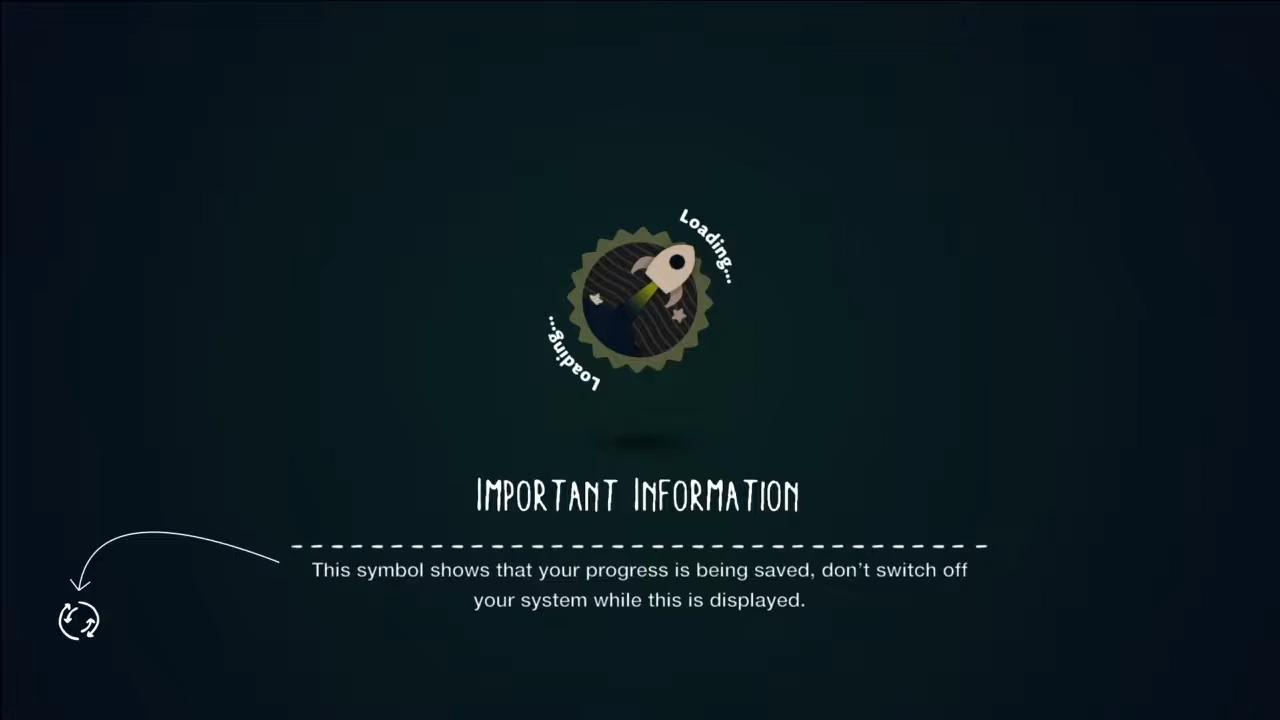 Loading...
Loading...
IMPORTANT INFORMATION
This symbol shows that your progress is being saved, don't switch off
your system while this is displayed.